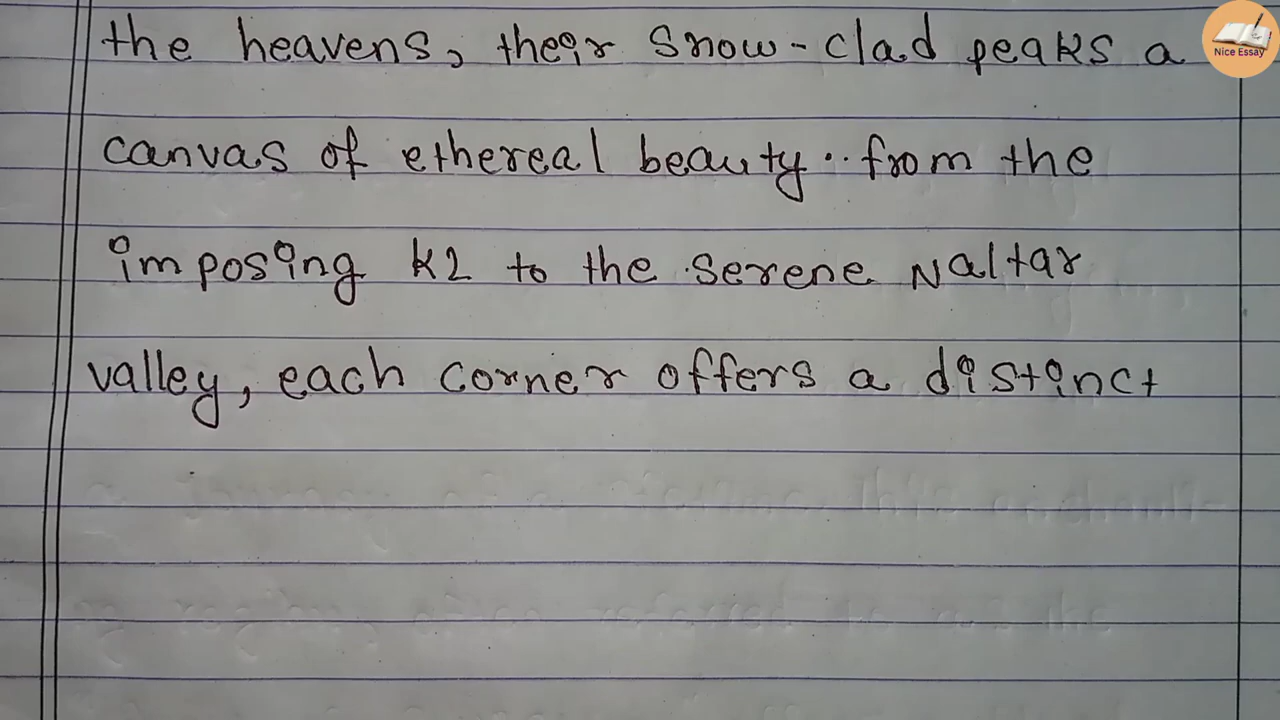 the heavens, their snow-clad peaks a
canvas of ethereal beauty.. from the
imposing K2 to the serene Naltar
valley, each corner offers a distinct
Nice Essay